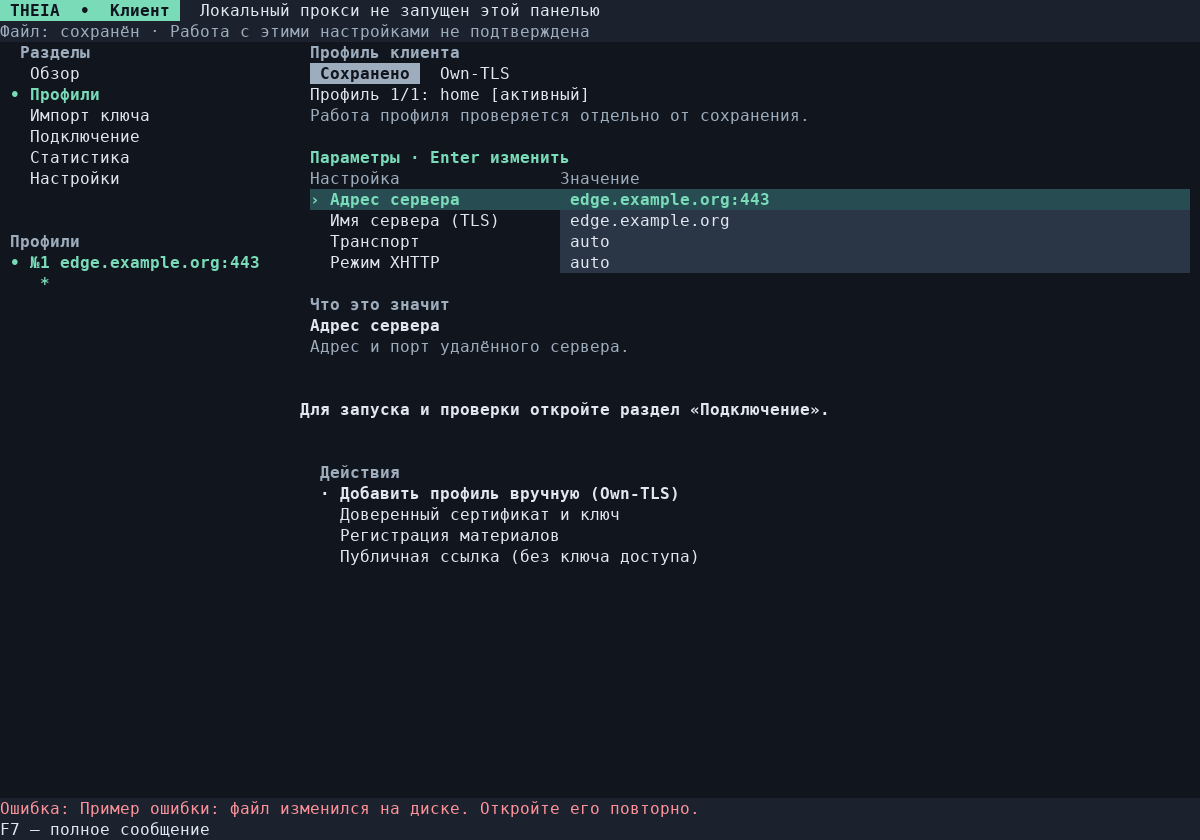 THEIA • Клиент Локальный прокси не запущен этой панелью
Файл: сохранён · Работа с этими настройками не подтверждена
Разделы
Обзор
• Профили
Импорт ключа
Подключение
Статистика
Настройки
Профили
• №1 edge.example.org:443
*
Профиль клиента
Сохранено Own-TLS
Профиль 1/1: home [активный]
Работа профиля проверяется отдельно от сохранения.
Параметры · Enter изменить
Настройка Значение
› Адрес сервера edge.example.org:443
Имя сервера (TLS) edge.example.org
Транспорт auto
Режим XHTTP auto
Что это значит
Адрес сервера
Адрес и порт удалённого сервера.
Для запуска и проверки откройте раздел «Подключение».
Действия
· Добавить профиль вручную (Own-TLS)
Доверенный сертификат и ключ
Регистрация материалов
Публичная ссылка (без ключа доступа)
Ошибка: Пример ошибки: файл изменился на диске. Откройте его повторно.
F7 — полное сообщение